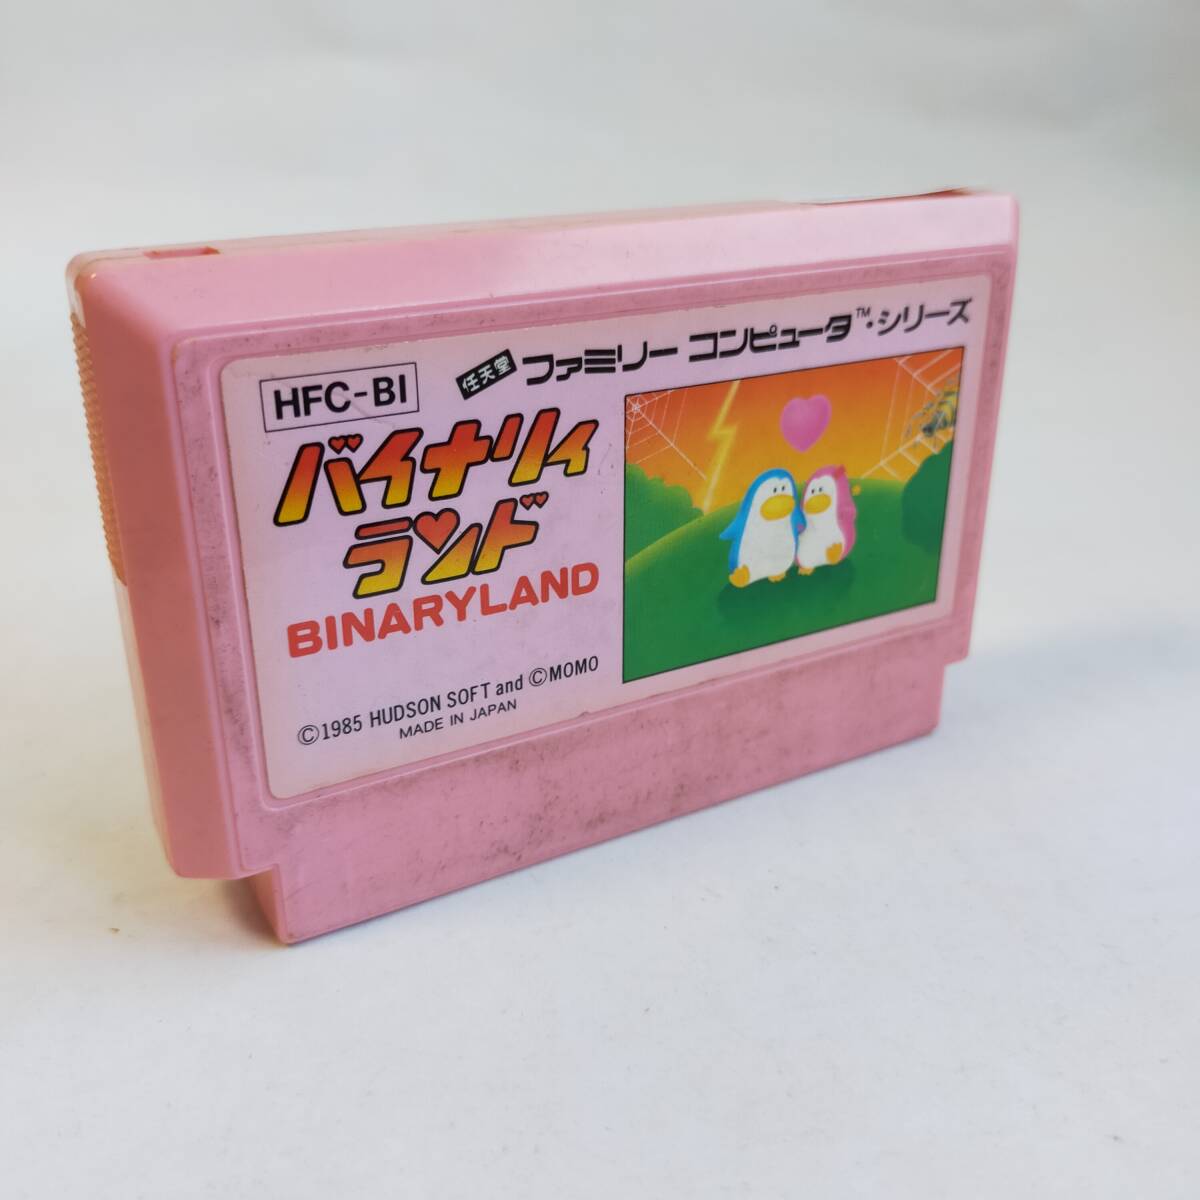 HFC-BI
任天堂 ファミリー コンピュータ™・シリーズ
バイナリィ
ランド
BINARYLAND
©1985 HUDSON SOFT and ©MOMO
MADE IN JAPAN